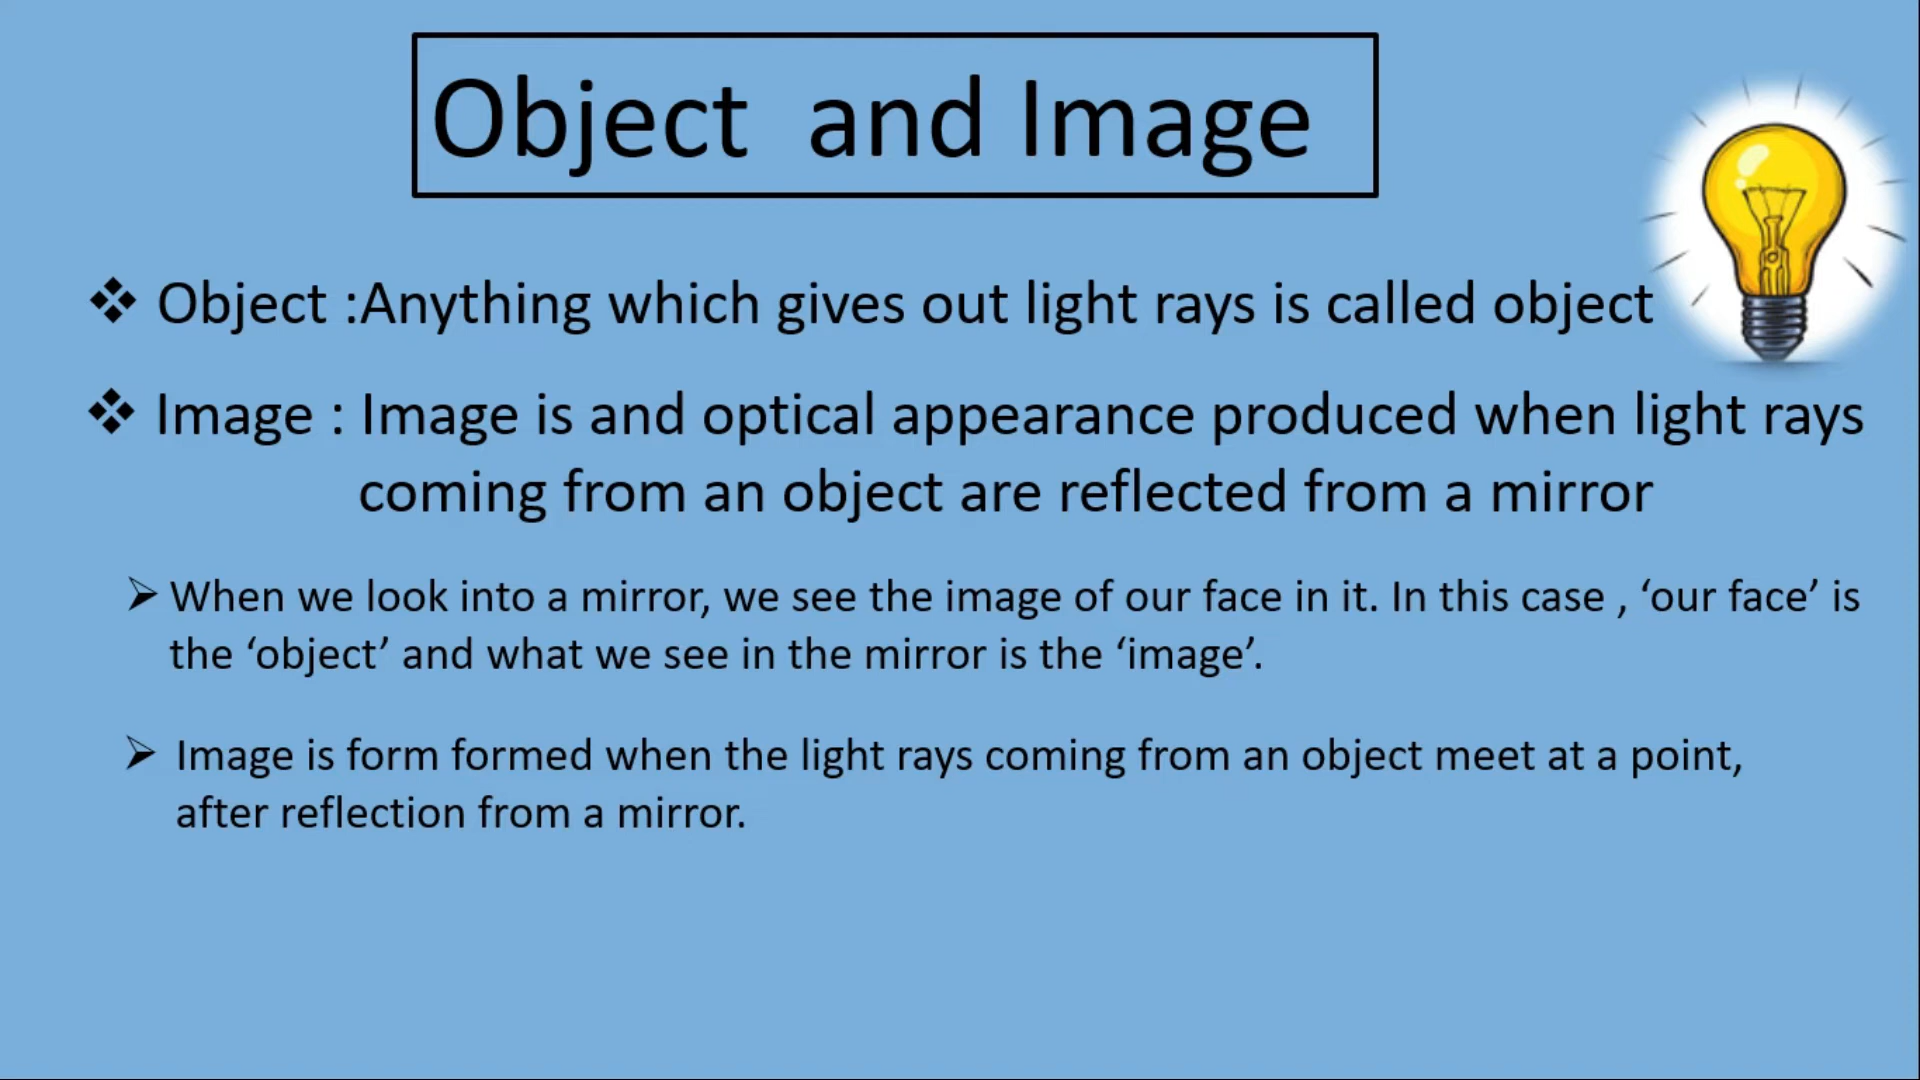 Object  and Image
❖ Object :Anything which gives out light rays is called object
❖ Image : Image is and optical appearance produced when light rays
coming from an object are reflected from a mirror
➢ When we look into a mirror, we see the image of our face in it. In this case , ‘our face’ is
the ‘object’ and what we see in the mirror is the ‘image’.
➢ Image is form formed when the light rays coming from an object meet at a point,
after reflection from a mirror.